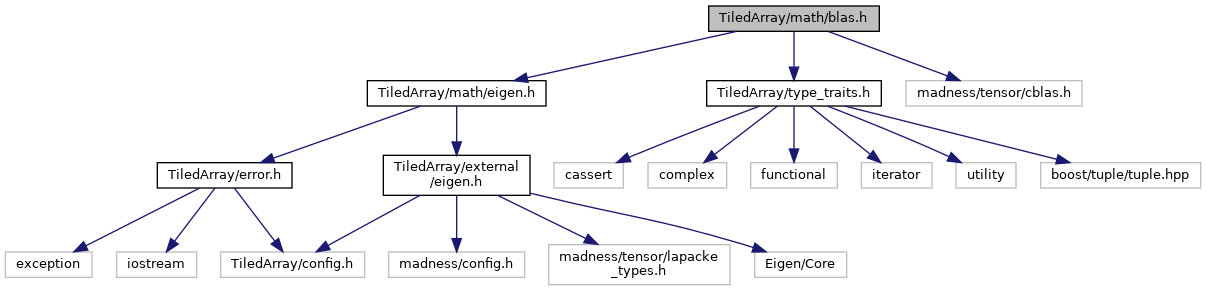 TiledArray/math/blas.h
TiledArray/math/eigen.h
TiledArray/type_traits.h
madness/tensor/cblas.h
TiledArray/error.h
TiledArray/external
/eigen.h
cassert
complex
functional
iterator
utility
boost/tuple/tuple.hpp
exception
iostream
TiledArray/config.h
madness/config.h
madness/tensor/lapacke
_types.h
Eigen/Core